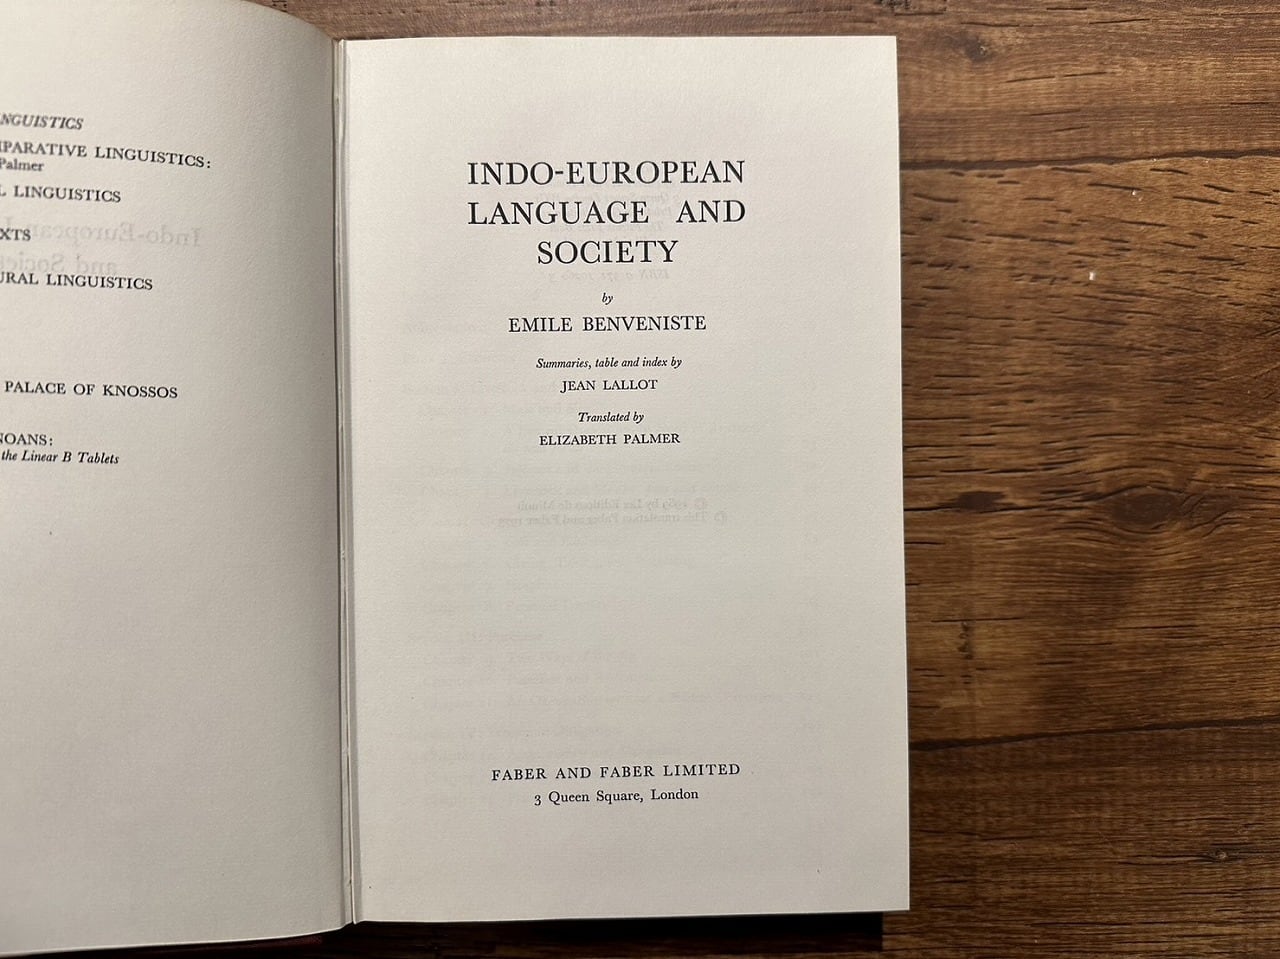 NGUISTICS
PARATIVE LINGUISTICS:
Palmer
L LINGUISTICS
XTS
URAL LINGUISTICS
PALACE OF KNOSSOS
NOANS:
the Linear B Tablets
INDO-EUROPEAN
LANGUAGE AND
SOCIETY
by
EMILE BENVENISTE
Summaries, table and index by
JEAN LALLOT
Translated by
ELIZABETH PALMER
FABER AND FABER LIMITED
3 Queen Square, London